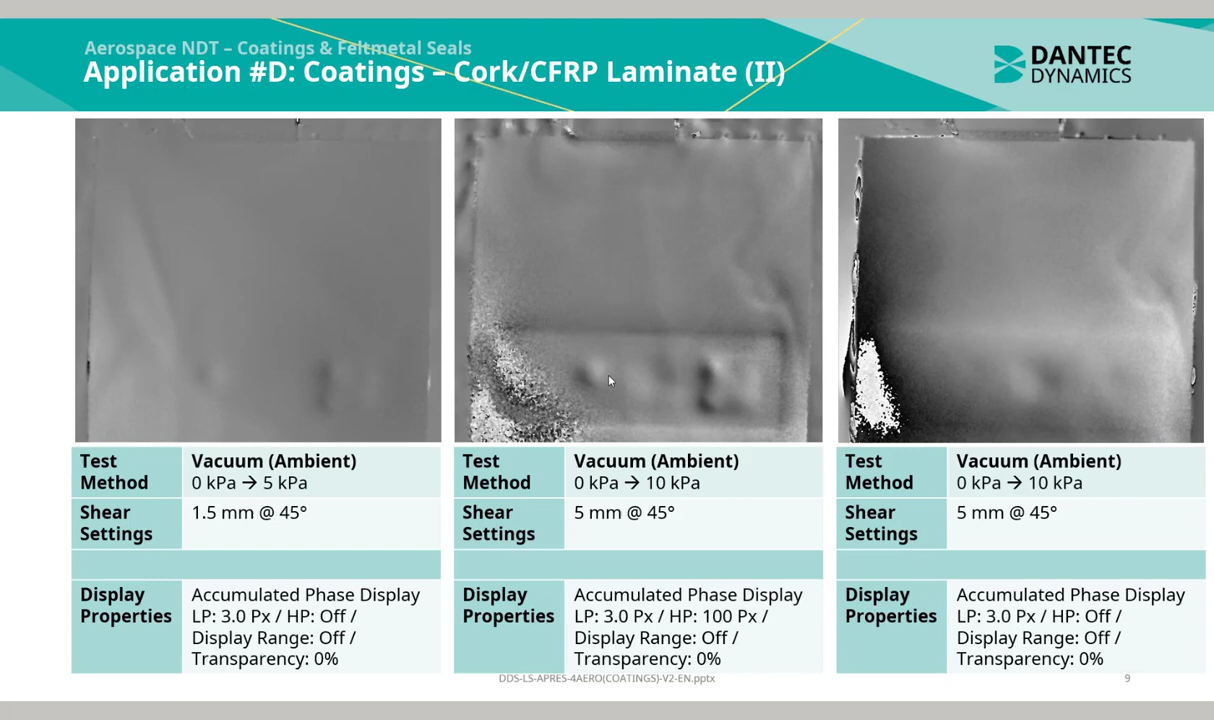 Aerospace NDT – Coatings & Feltmetal Seals
Application #D: Coatings – Cork/CFRP Laminate (II)
DANTEC
DYNAMICS
Test
Method
Vacuum (Ambient)
0 kPa → 5 kPa
Shear
Settings
1.5 mm @ 45°
Display
Properties
Accumulated Phase Display
LP: 3.0 Px / HP: Off /
Display Range: Off /
Transparency: 0%
Test
Method
Vacuum (Ambient)
0 kPa → 10 kPa
Shear
Settings
5 mm @ 45°
Display
Properties
Accumulated Phase Display
LP: 3.0 Px / HP: 100 Px /
Display Range: Off /
Transparency: 0%
Test
Method
Vacuum (Ambient)
0 kPa → 10 kPa
Shear
Settings
5 mm @ 45°
Display
Properties
Accumulated Phase Display
LP: 3.0 Px / HP: Off /
Display Range: Off /
Transparency: 0%
DDS-LS-APRES-4AERO(COATINGS)-V2-EN.pptx
9